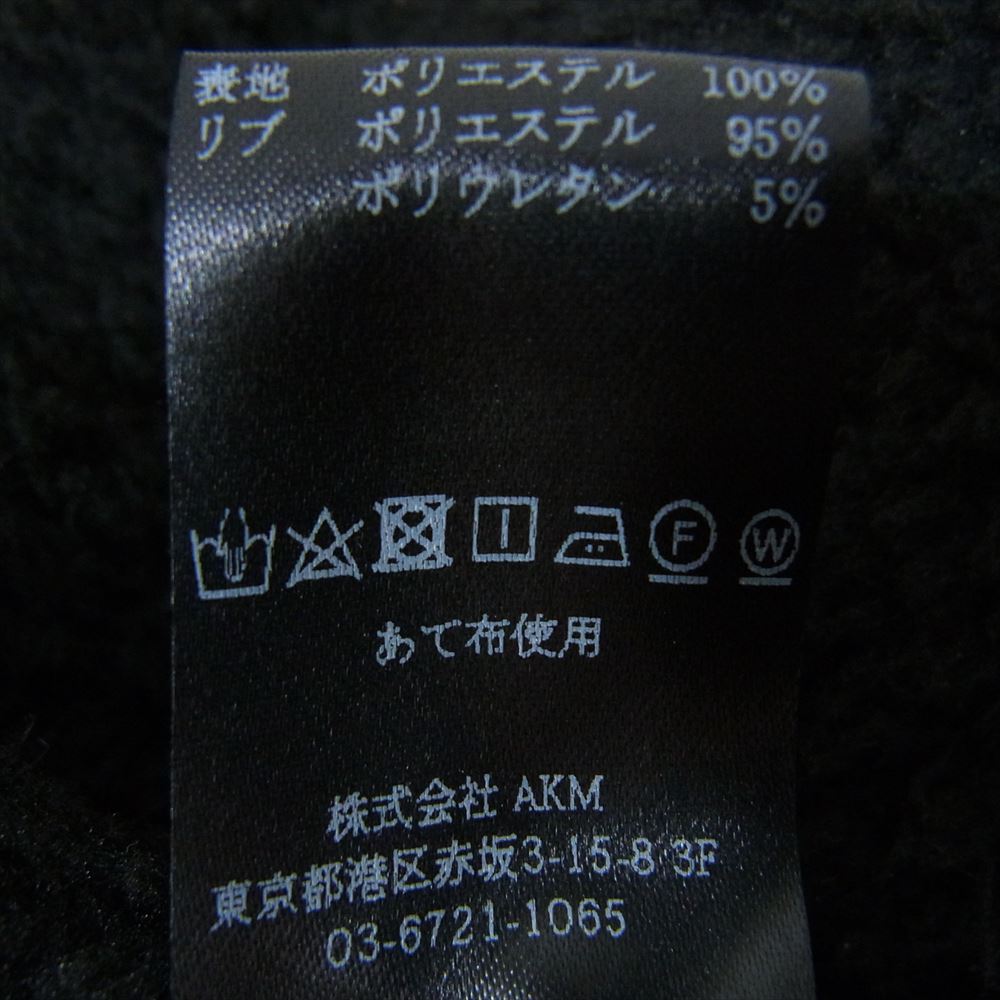 表地 ポリエステル 100%
リブ ポリエステル 95%
ポリウレタン 5%
F W
あて布使用
株式会社 AKM
東京都港区赤坂3-15-8 3F
03-6721-1065